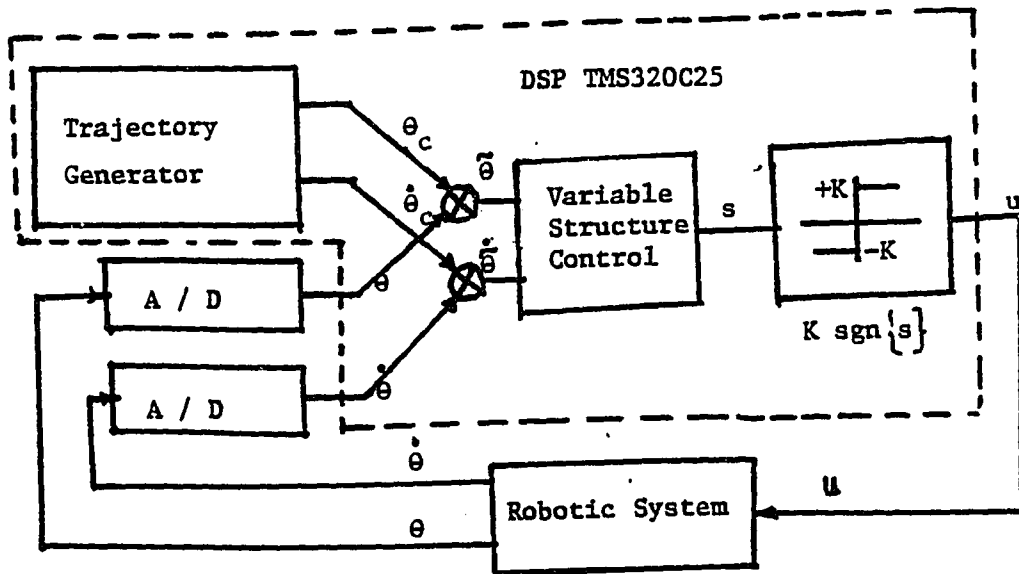 DSP TMS320C25
Trajectory
Generator
θc
θ̃
θ̇c
θ̃̇
Variable
Structure
Control
s
+K
-K
u
K sgn{s}
A / D
θ
A / D
θ̇
θ̇
Robotic System
u
θ